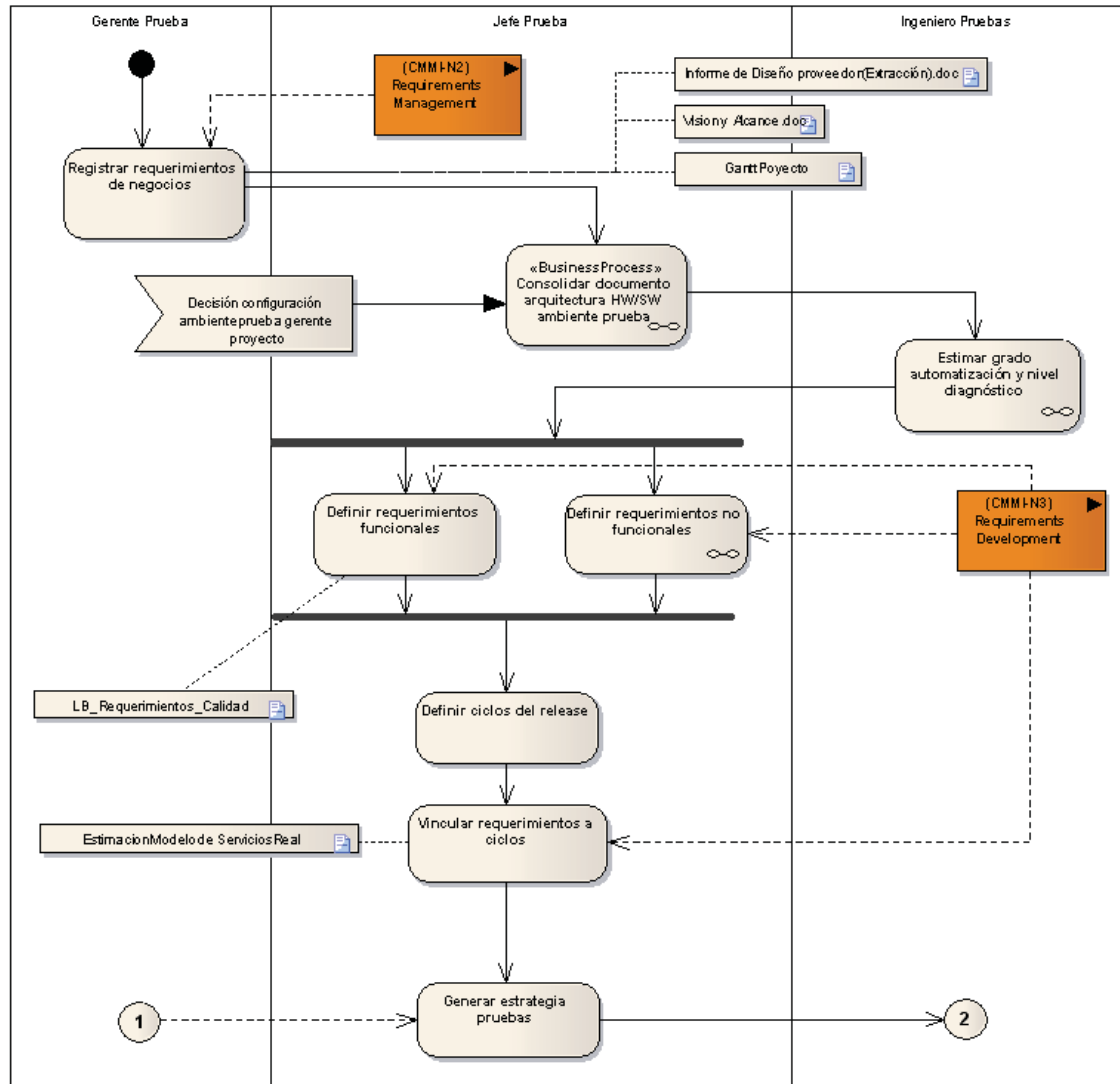 Gerente Prueba
Jefe Prueba
Ingeniero Pruebas
(CMMI-N2)
Requirements
Management
Informe de Diseño proveedor(Extracción).doc
Visiony Alcance.doc
GanttPoyecto
Registrar requerimientos
de negocios
«BusinessProcess»
Consolidar documento
arquitectura HW/SW
ambiente prueba
Decisión configuración
ambienteprueba gerente
proyecto
Estimar grado
automatización y nivel
diagnóstico
Definir requerimientos
funcionales
Definir requerimientos no
funcionales
(CMMI-N3)
Requirements
Development
LB_Requerimientos_Calidad
Definir ciclos del release
Vincular requerimientos a
ciclos
EstimacionModelode ServiciosReal
Generar estrategia
pruebas
1
2